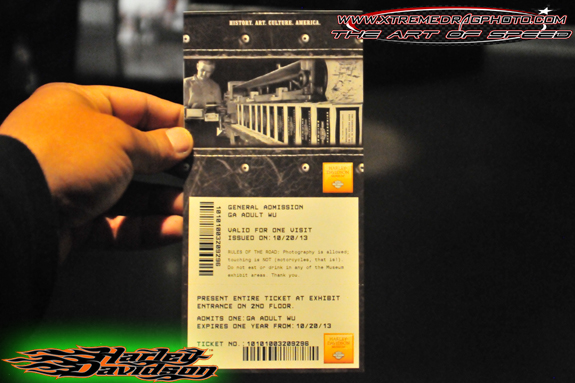 WWW.XTREMEDRAGPHOTO.COM
THE ART OF SPEED
HISTORY. ART. CULTURE. AMERICA.
GENERAL ADMISSION
GA ADULT WU
VALID FOR ONE VISIT
ISSUED ON:10/20/13
RULES OF THE ROAD: Photography is allowed,
touching is NOT (motorcycles, that is!)
Do not eat or drink in any of the Museum
exhibit areas. Thank you.
10101003209296
PRESENT ENTIRE TICKET AT EXHIBIT
ENTRANCE ON 2ND FLOOR.
ADMITS ONE:GA ADULT WU
EXPIRES ONE YEAR FROM:10/20/13
TICKET NO.:10101003209296
Harley
Davidson